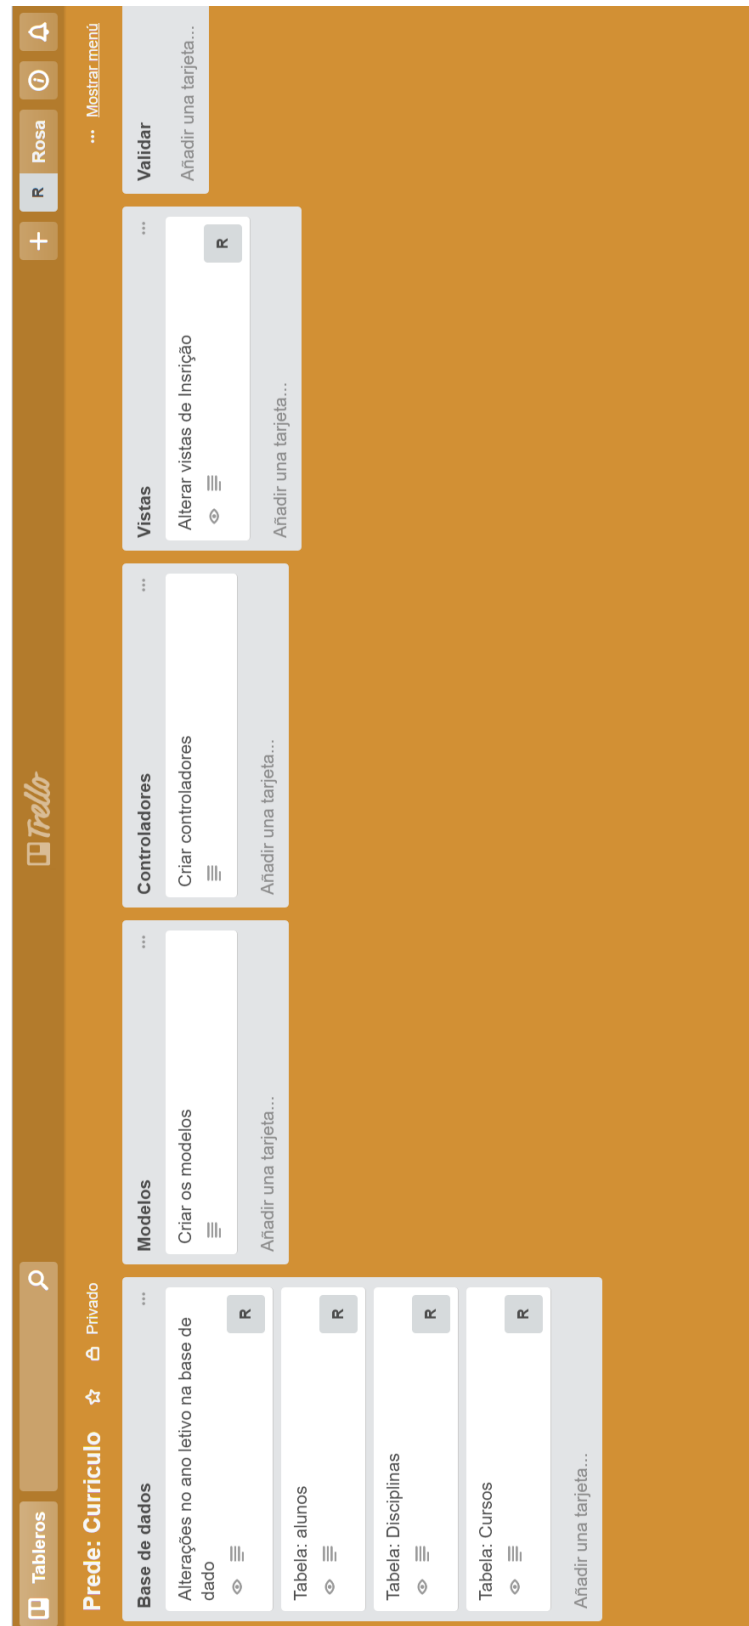 Tableros
Trello
R Rosa
Prede: Curriculo
Privado
... Mostrar menú
Base de dados
Alterações no ano letivo na base de
dado
R
Tabela: alunos
R
Tabela: Disciplinas
R
Tabela: Cursos
R
Añadir una tarjeta...
Modelos
Criar os modelos
Añadir una tarjeta...
Controladores
Criar controladores
Añadir una tarjeta...
Vistas
Alterar vistas de Insrição
R
Añadir una tarjeta...
Validar
Añadir una tarjeta...